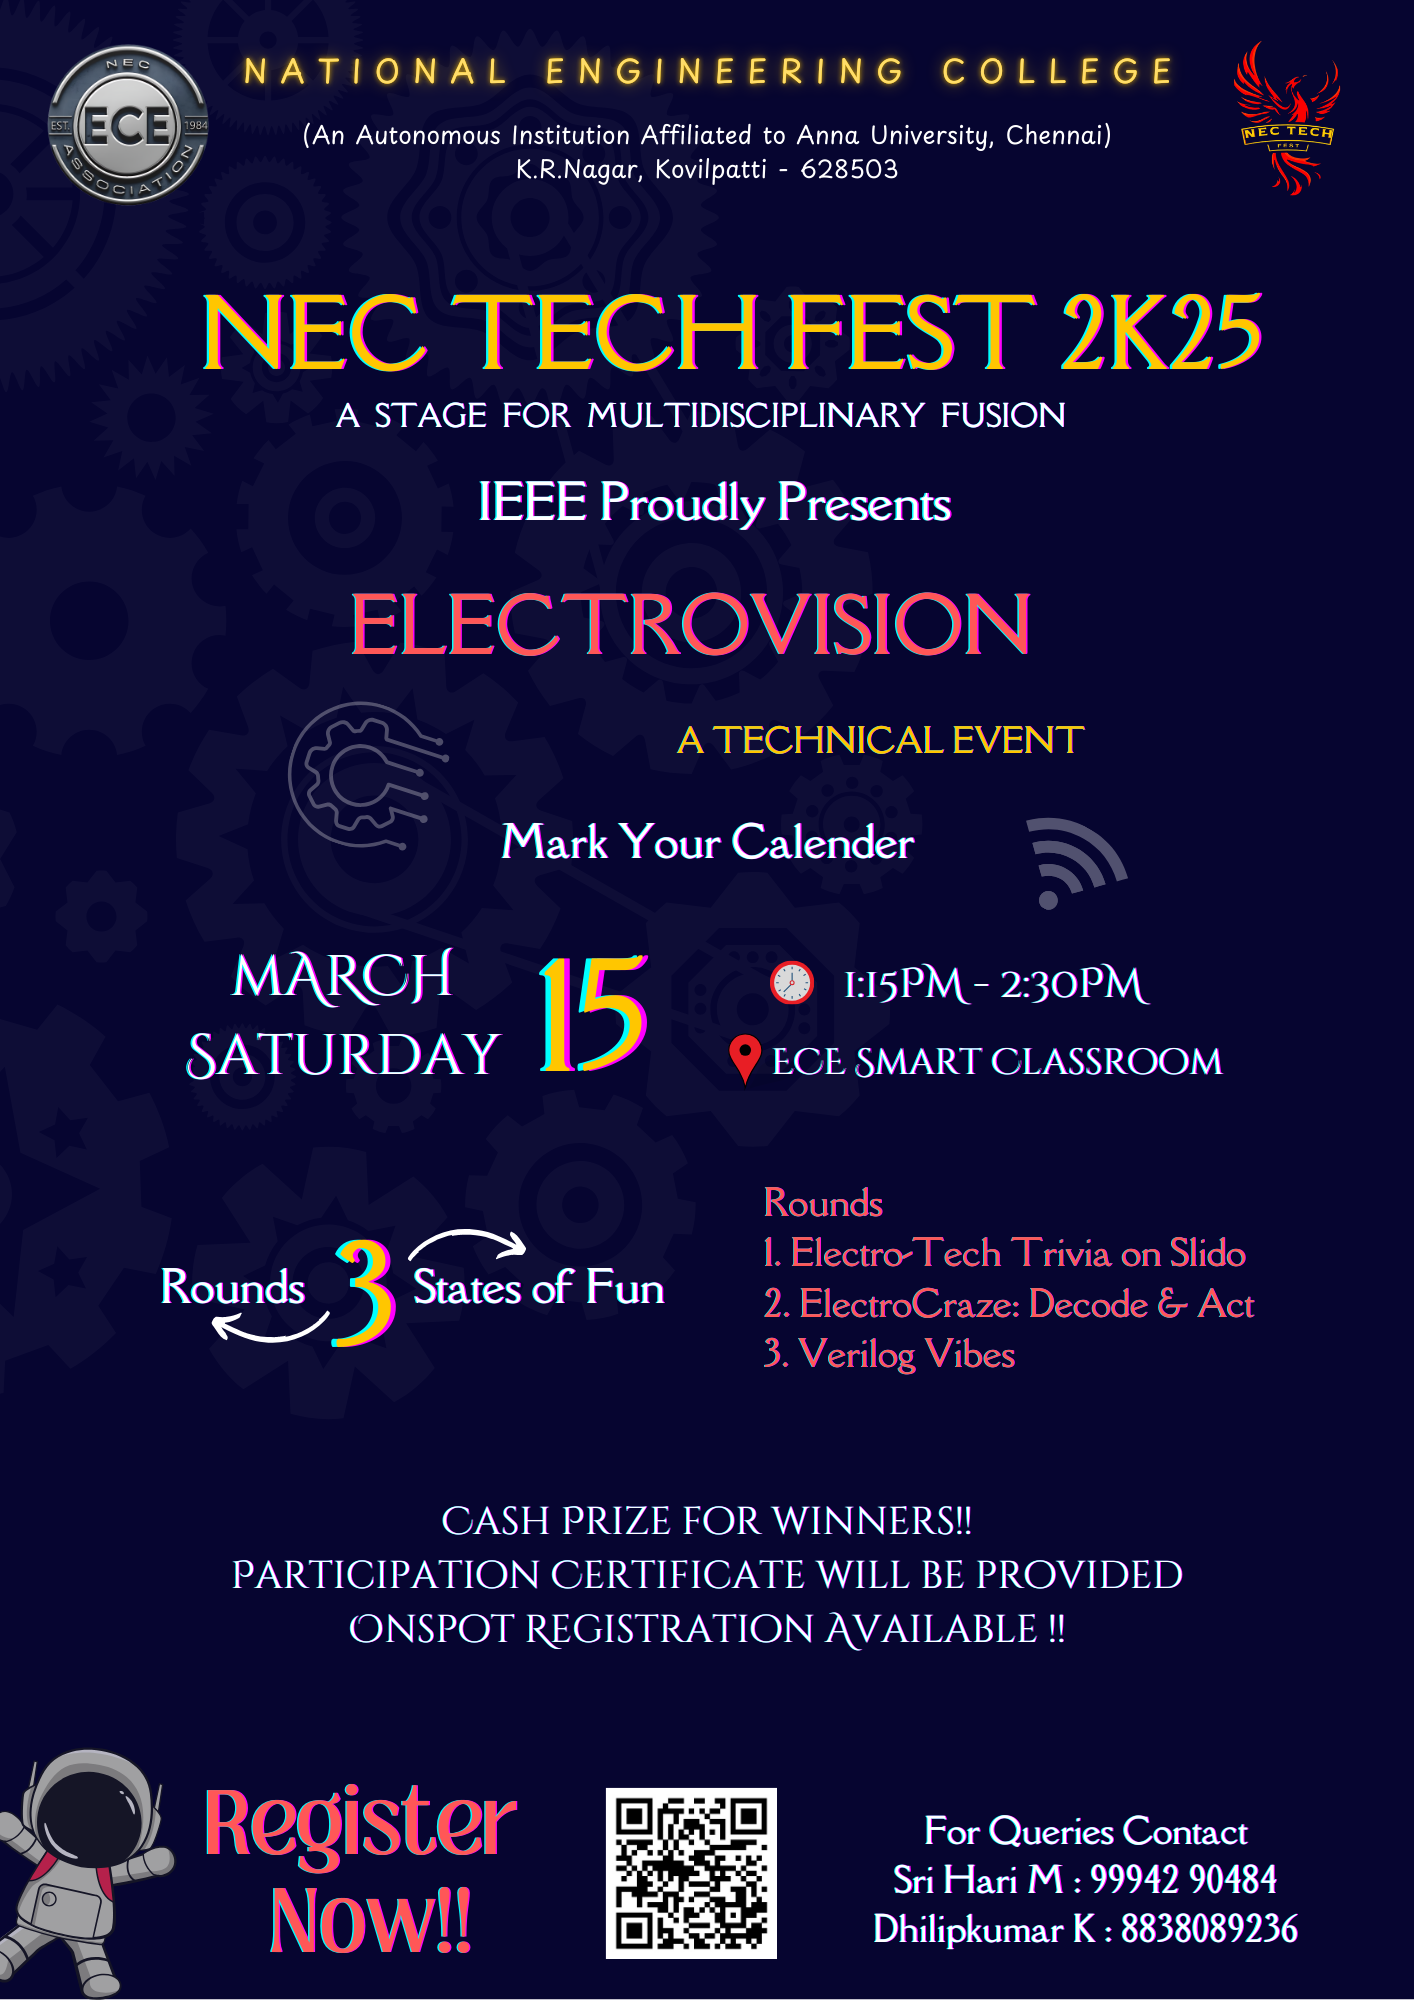 NEC
EST. ECE 1984
ASSOCIATION
NATIONAL ENGINEERING COLLEGE
(An Autonomous Institution Affiliated to Anna University, Chennai)
K.R.Nagar, Kovilpatti - 628503
NEC TECH
FEST
NEC TECH FEST 2K25
A STAGE FOR MULTIDISCIPLINARY FUSION
IEEE Proudly Presents
ELECTROVISION
A TECHNICAL EVENT
Mark Your Calender
MARCH
SATURDAY
15
1:15PM - 2:30PM
ECE SMART CLASSROOM
Rounds 3 States of Fun
Rounds
1. Electro-Tech Trivia on Slido
2. ElectroCraze: Decode & Act
3. Verilog Vibes
CASH PRIZE FOR WINNERS!!
PARTICIPATION CERTIFICATE WILL BE PROVIDED
ONSPOT REGISTRATION AVAILABLE !!
Register
Now!!
For Queries Contact
Sri Hari M : 99942 90484
Dhilipkumar K : 8838089236